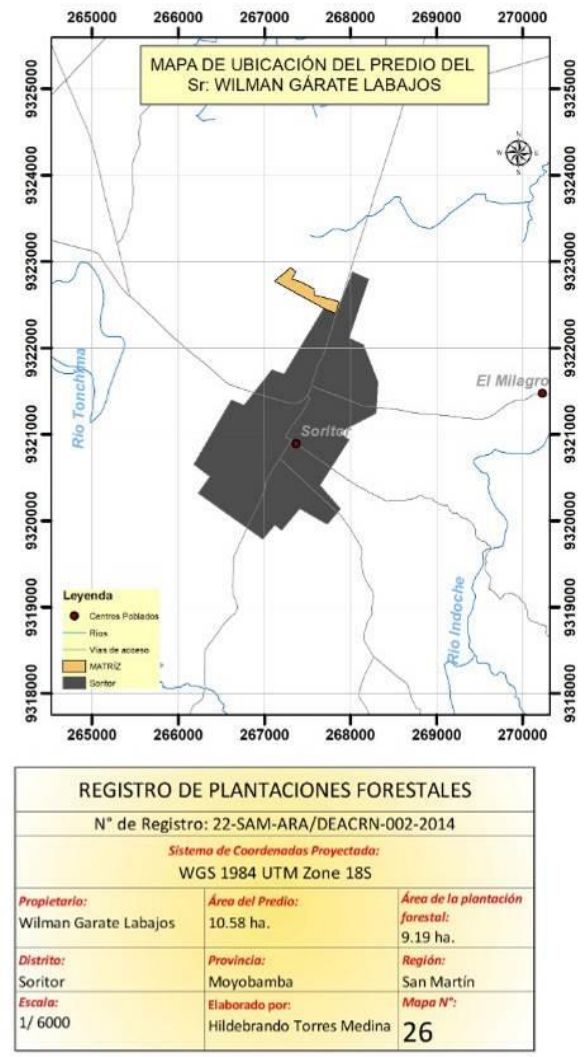 265000 266000 267000 268000 269000 270000
MAPA DE UBICACIÓN DEL PREDIO DEL
Sr: WILMAN GÁRATE LABAJOS
N
W E
S
9325000 9325000
9324000 9324000
9323000 9323000
9322000 9322000
9321000 9321000
9320000 9320000
9319000 9319000
9318000 9318000
Río Tonchima
El Milagro
Soritor
Río Indoche
Leyenda
Centros Poblados
Rios
Vías de acceso
MATRÍZ
Soritor
265000 266000 267000 268000 269000 270000
REGISTRO DE PLANTACIONES FORESTALES
N° de Registro: 22-SAM-ARA/DEACRN-002-2014
Sistema de Coordenadas Proyectada:
WGS 1984 UTM Zone 18S
Propietario:
Wilman Garate Labajos
Área del Predio:
10.58 ha.
Área de la plantación
forestal:
9.19 ha.
Distrito:
Soritor
Provincia:
Moyobamba
Región:
San Martín
Escala:
1/ 6000
Elaborado por:
Hildebrando Torres Medina
Mapa N°:
26